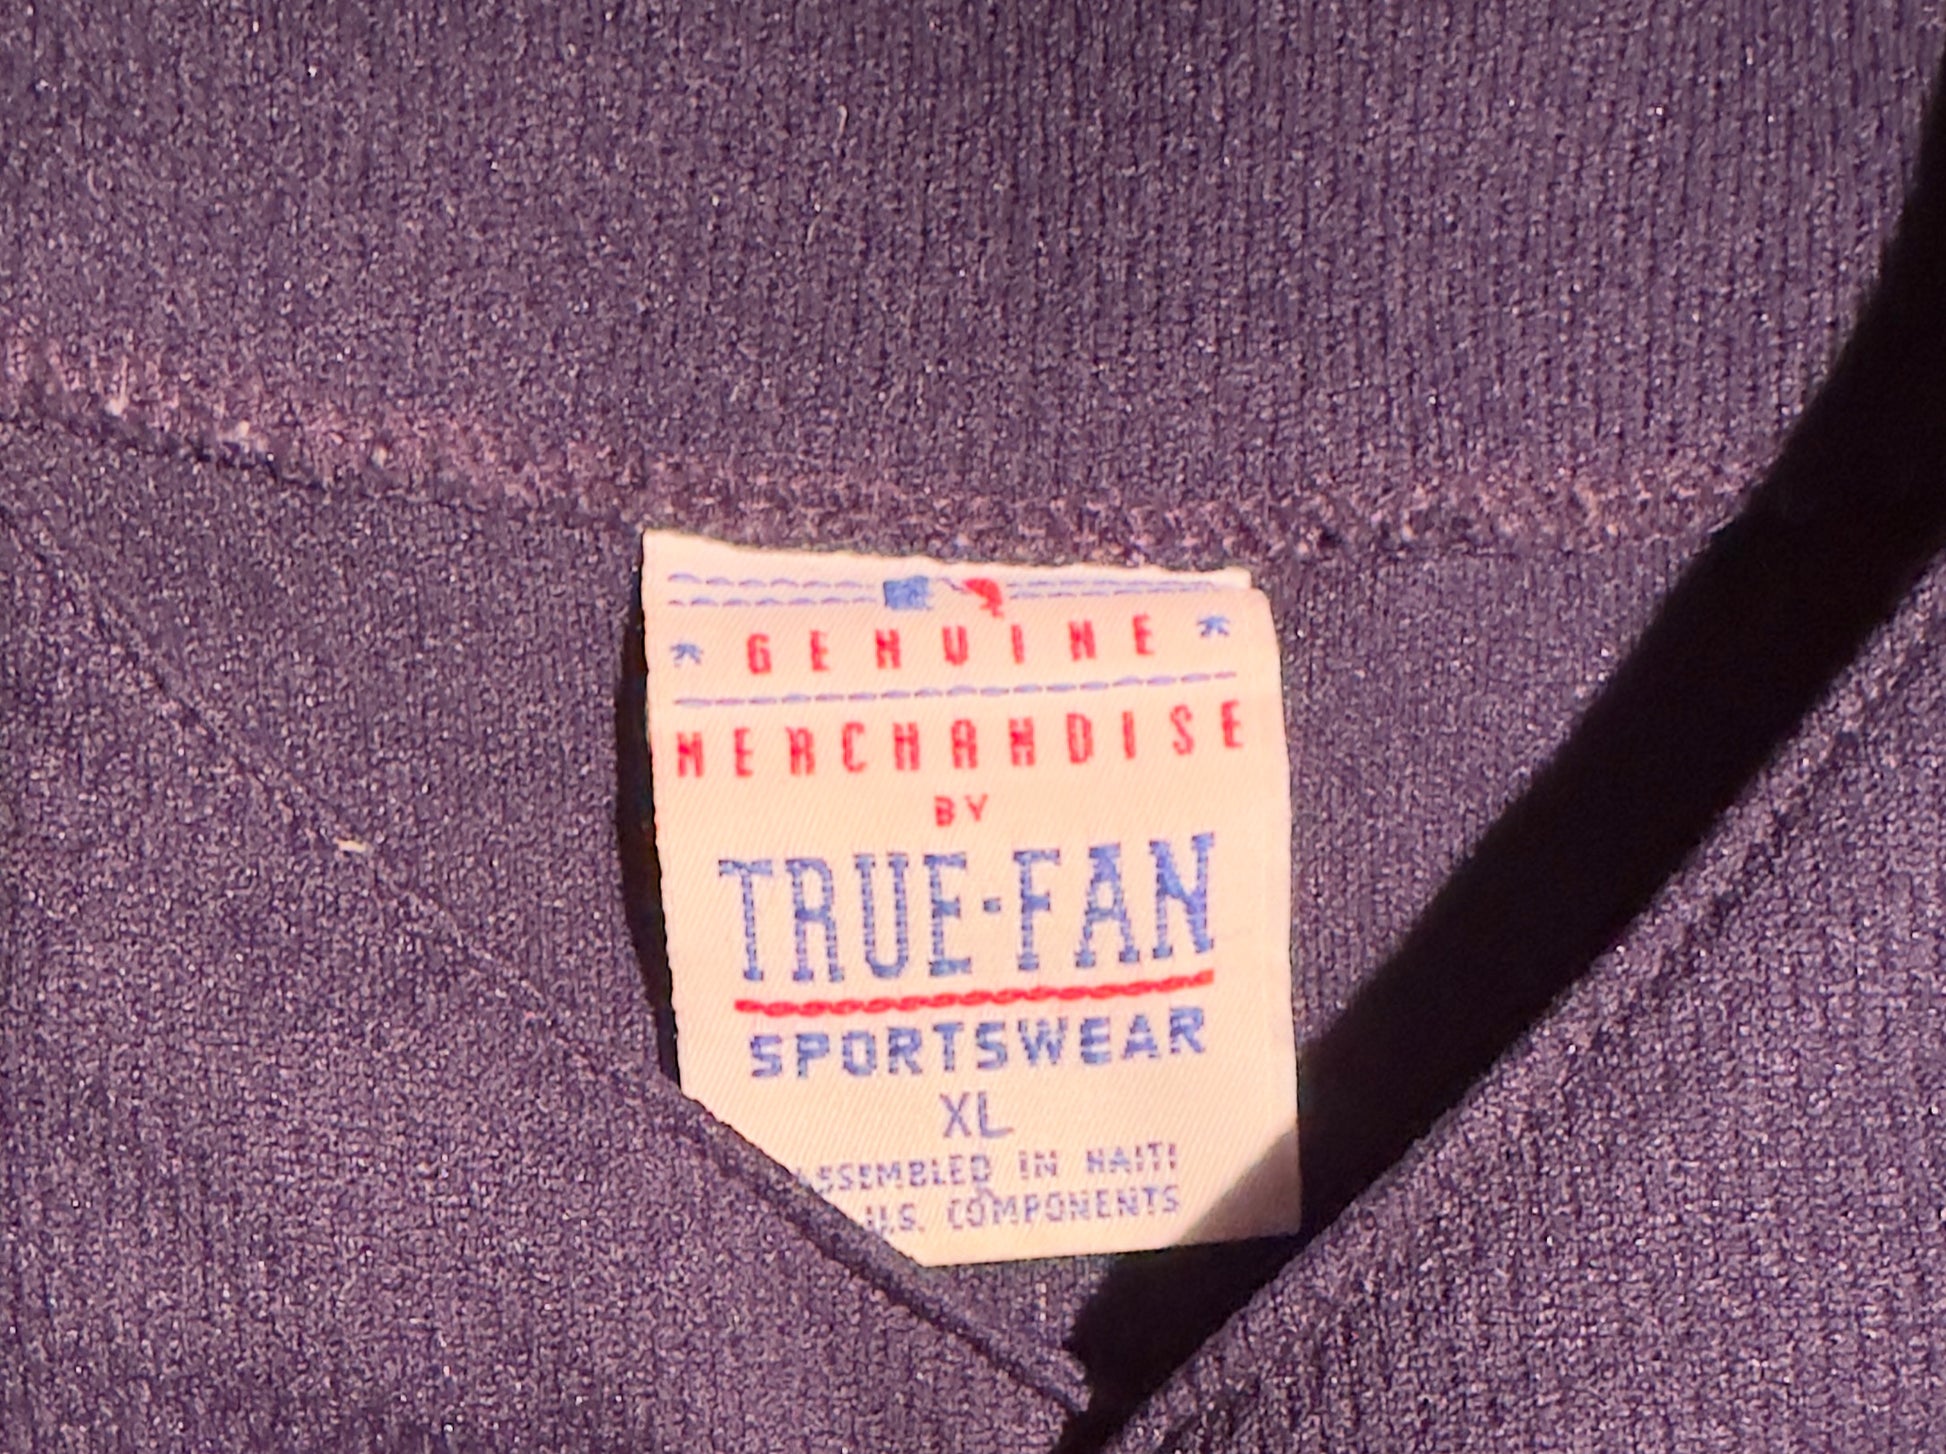 GENUINE
MERCHANDISE
BY
TRUE-FAN
SPORTSWEAR
XL
ASSEMBLED IN HAITI
U.S. COMPONENTS